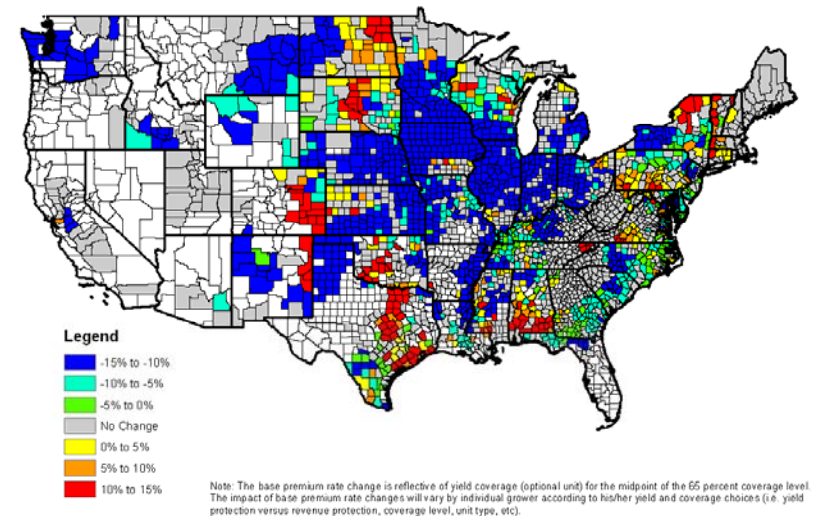 Legend
-15% to -10%
-10% to -5%
-5% to 0%
No Change
0% to 5%
5% to 10%
10% to 15%
Note: The base premium rate change is reflective of yield coverage (optional unit) for the midpoint of the 65 percent coverage level.
The impact of base premium rate changes will vary by individual grower according to his/her yield and coverage choices (i.e. yield
protection versus revenue protection, coverage level, unit type, etc).